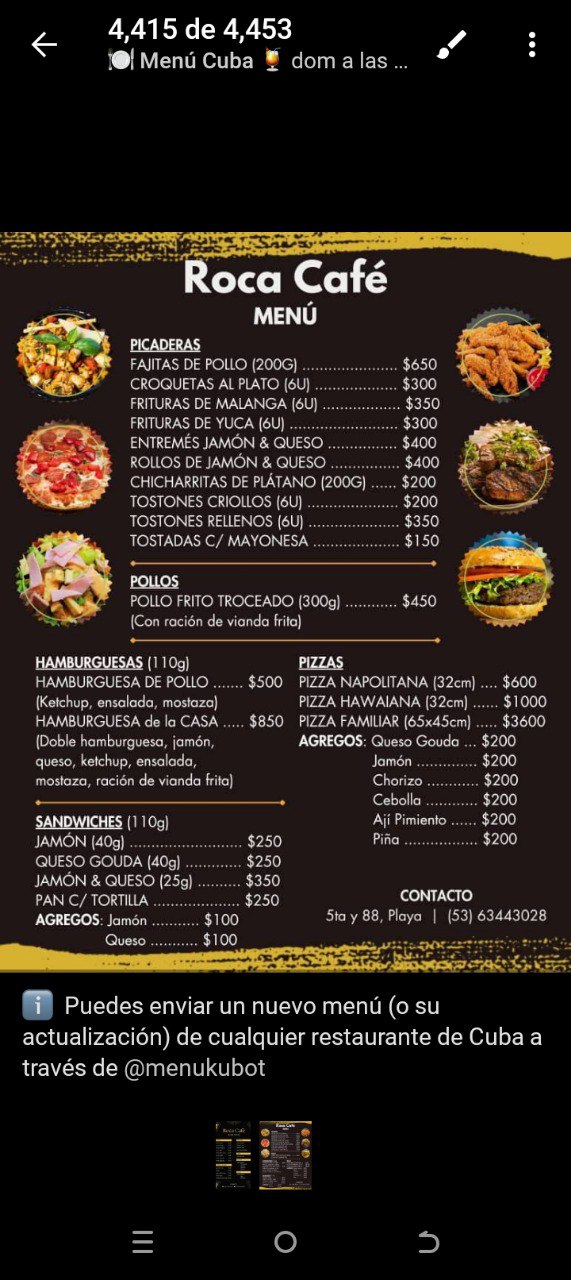 4,415 de 4,453
🍽️ Menú Cuba 🍹 dom a las ...
Roca Café
MENÚ
PICADERAS
FAJITAS DE POLLO (200G) ...................... $650
CROQUETAS AL PLATO (6U) ................... $300
FRITURAS DE MALANGA (6U) .................. $350
FRITURAS DE YUCA (6U) ......................... $300
ENTREMÉS JAMÓN & QUESO ................ $400
ROLLOS DE JAMÓN & QUESO ............... $400
CHICHARRITAS DE PLÁTANO (200G) ...... $200
TOSTONES CRIOLLOS (6U) ..................... $200
TOSTONES RELLENOS (6U) ..................... $350
TOSTADAS C/ MAYONESA .................... $150
POLLOS
POLLO FRITO TROCEADO (300g) ............ $450
(Con ración de vianda frita)
HAMBURGUESAS (110g)
HAMBURGUESA DE POLLO ....... $500
(Ketchup, ensalada, mostaza)
HAMBURGUESA de la CASA ..... $850
(Doble hamburguesa, jamón,
queso, ketchup, ensalada,
mostaza, ración de vianda frita)
SANDWICHES (110g)
JAMÓN (40g) .......................... $250
QUESO GOUDA (40g) ............. $250
JAMÓN & QUESO (25g) .......... $350
PAN C/ TORTILLA .................... $250
AGREGOS: Jamón ........... $100
Queso ........... $100
PIZZAS
PIZZA NAPOLITANA (32cm) .... $600
PIZZA HAWAIANA (32cm) ...... $1000
PIZZA FAMILIAR (65x45cm) ..... $3600
AGREGOS: Queso Gouda ... $200
Jamón .............. $200
Chorizo ............ $200
Cebolla ............ $200
Ají Pimiento ...... $200
Piña ................. $200
CONTACTO
5ta y 88, Playa | (53) 63443028
ℹ️ Puedes enviar un nuevo menú (o su
actualización) de cualquier restaurante de Cuba a
través de @menukubot